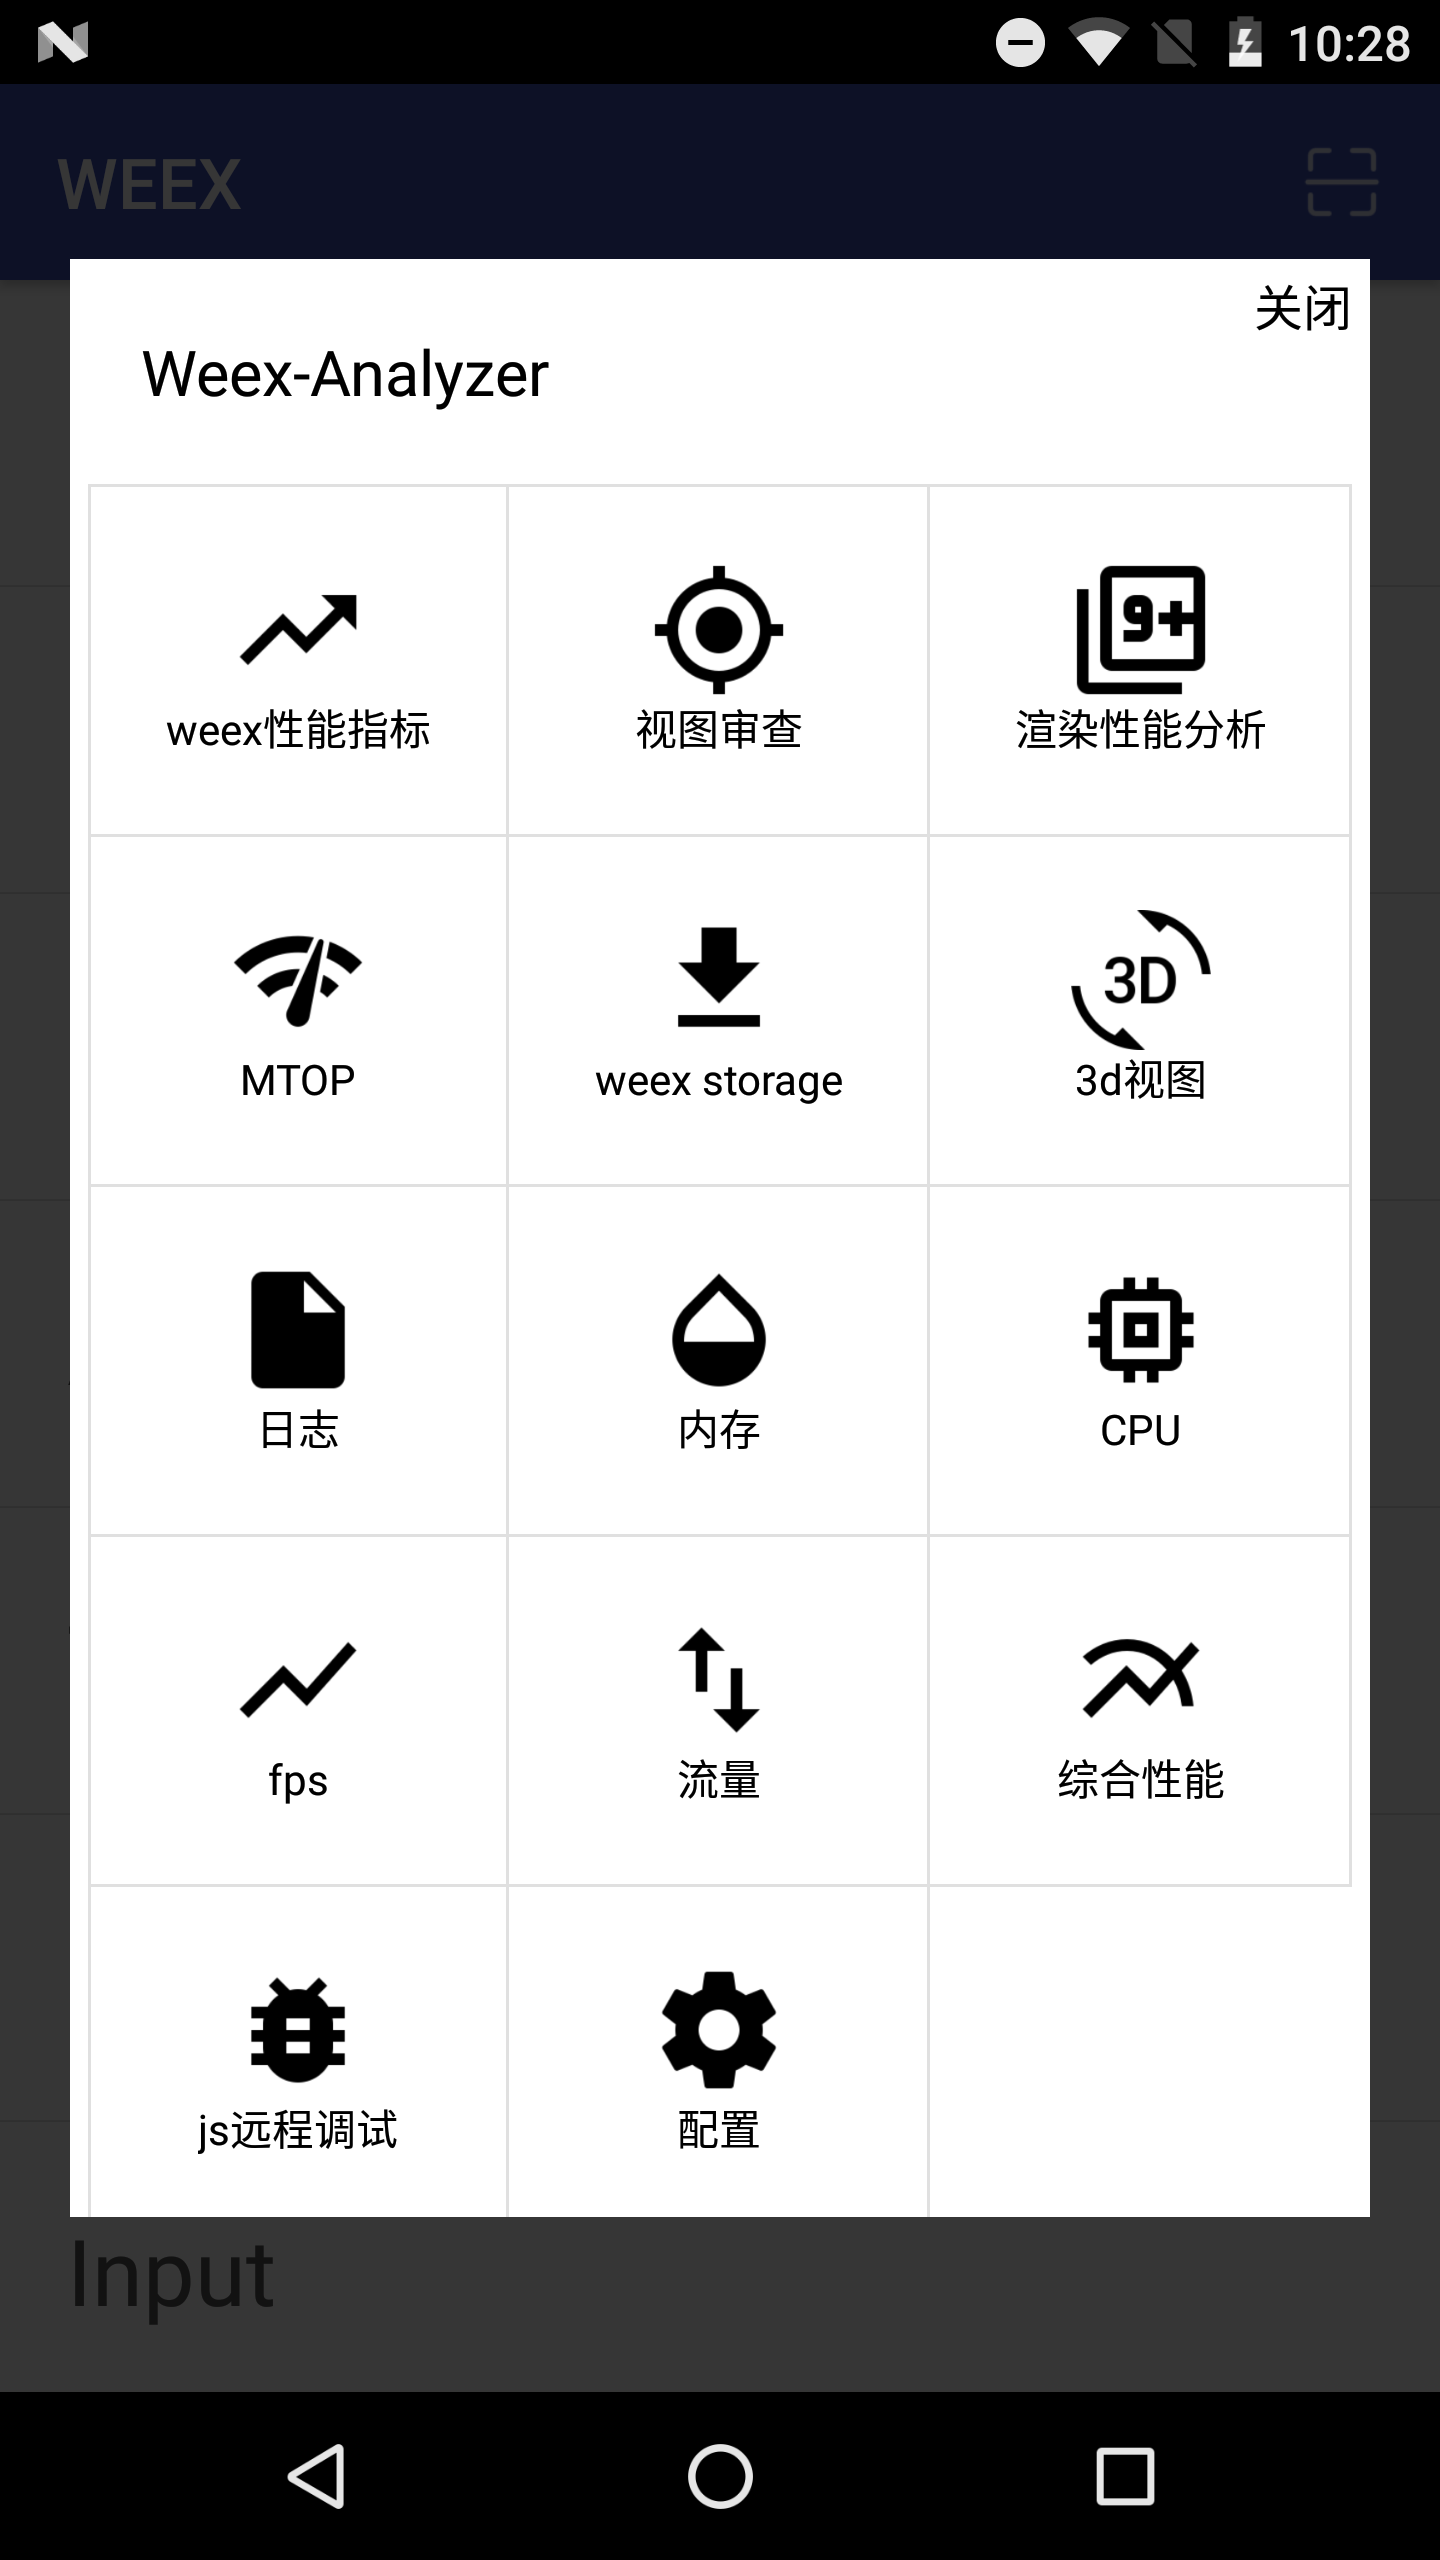 10:28
WEEX
关闭
Weex-Analyzer
9+
weex性能指标
视图审查
渲染性能分析
3D
MTOP
weex storage
3d视图
日志
内存
CPU
fps
流量
综合性能
js远程调试
配置
Input